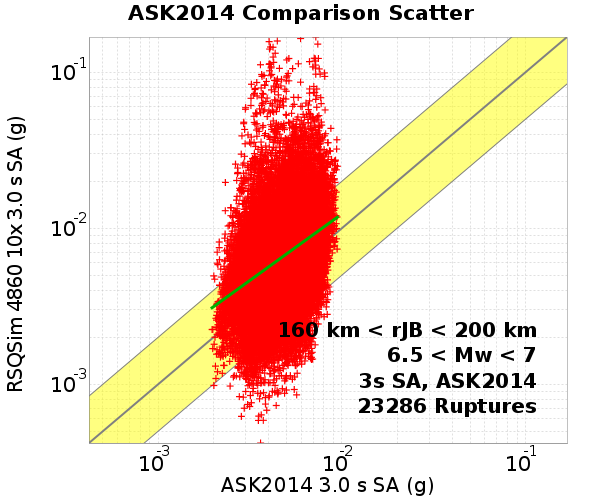 ASK2014 Comparison Scatter
RSQSim 4860 10x 3.0 s SA (g)
10-1
10-2
10-3
160 km < rJB < 200 km
6.5 < Mw < 7
3s SA, ASK2014
23286 Ruptures
10-3 10-2 10-1
ASK2014 3.0 s SA (g)